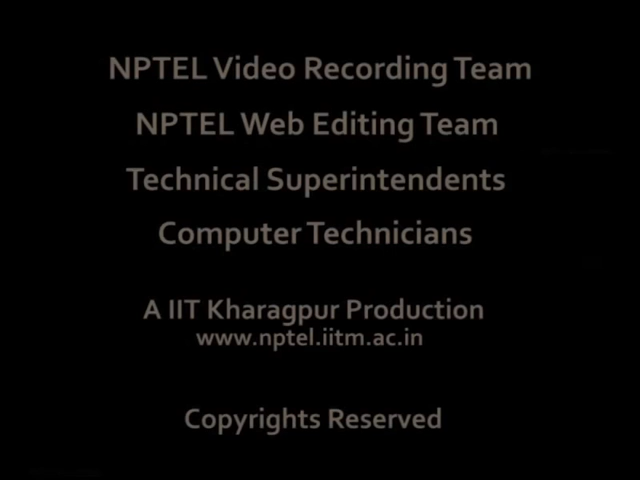 NPTEL Video Recording Team
NPTEL Web Editing Team
Technical Superintendents
Computer Technicians
A IIT Kharagpur Production
www.nptel.iitm.ac.in
Copyrights Reserved